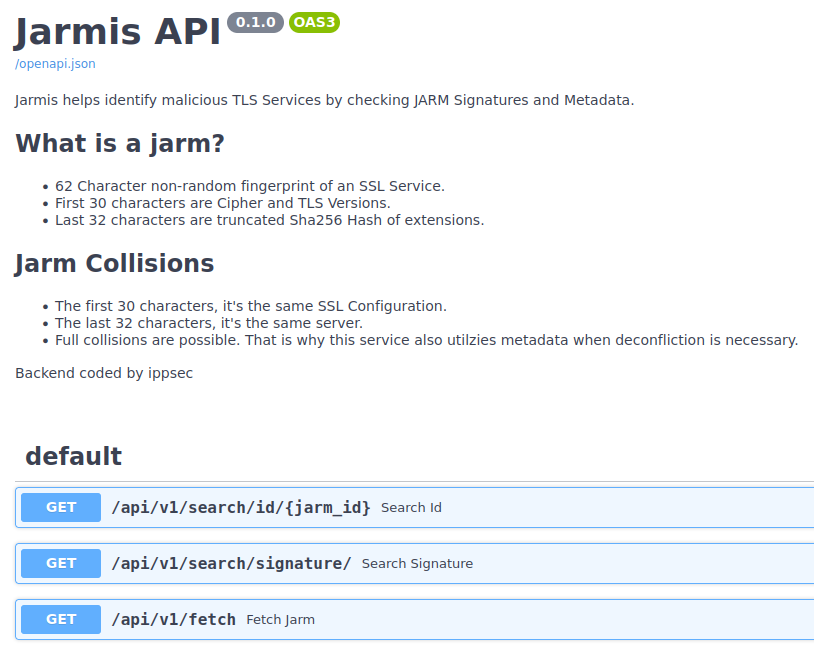 Jarmis API 0.1.0 OAS3
/openapi.json
Jarmis helps identify malicious TLS Services by checking JARM Signatures and Metadata.
What is a jarm?
• 62 Character non-random fingerprint of an SSL Service.
• First 30 characters are Cipher and TLS Versions.
• Last 32 characters are truncated Sha256 Hash of extensions.
Jarm Collisions
• The first 30 characters, it's the same SSL Configuration.
• The last 32 characters, it's the same server.
• Full collisions are possible. That is why this service also utilzies metadata when deconfliction is necessary.
Backend coded by ippsec
default
GET /api/v1/search/id/{jarm_id} Search Id
GET /api/v1/search/signature/ Search Signature
GET /api/v1/fetch Fetch Jarm